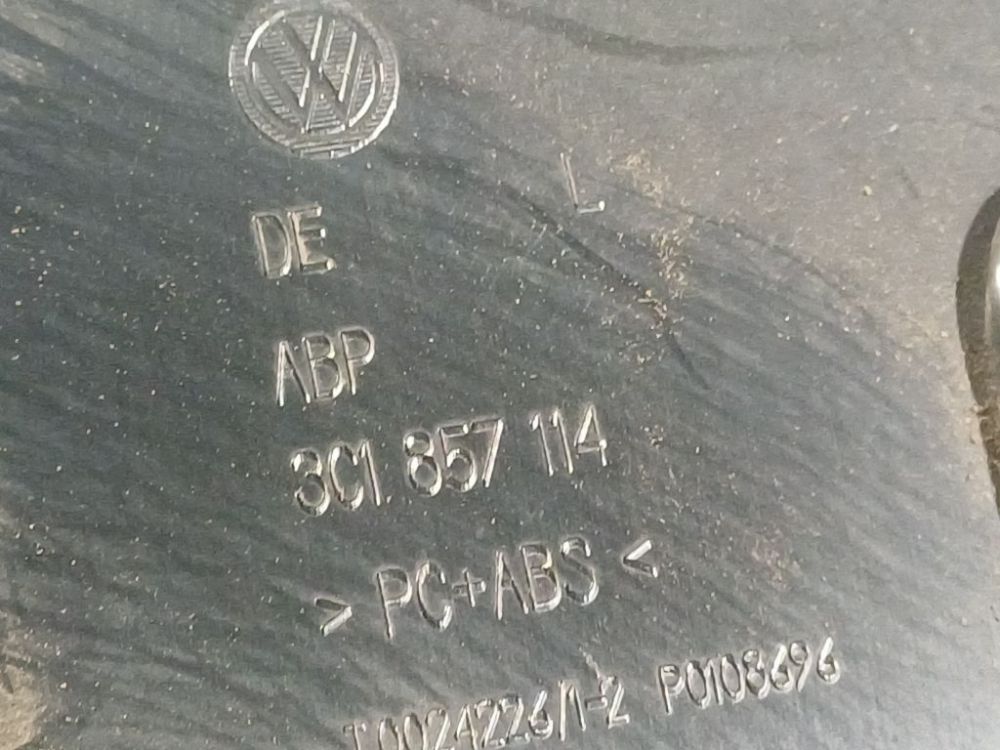 L
DE
ABP
3C1 857 114
> PC+ABS <
T0024226/1-2 P0108696